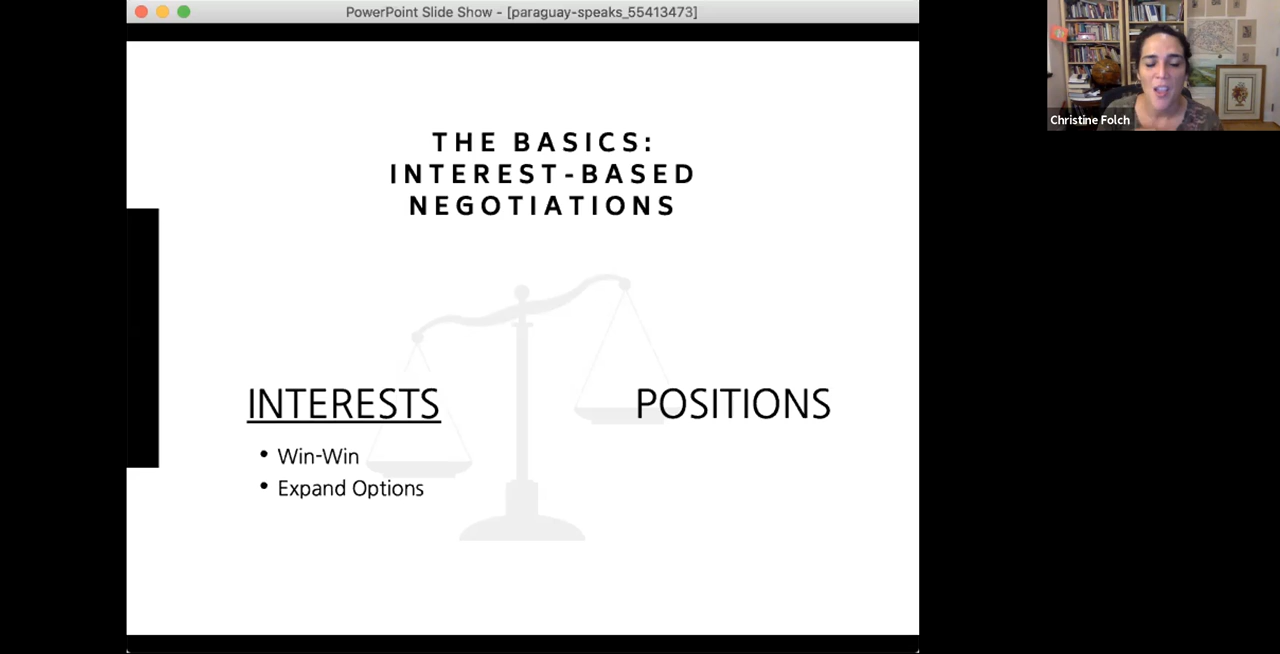 PowerPoint Slide Show - [paraguay-speaks_55413473]
Christine Folch
THE BASICS:
INTEREST-BASED
NEGOTIATIONS
INTERESTS
• Win-Win
• Expand Options
POSITIONS